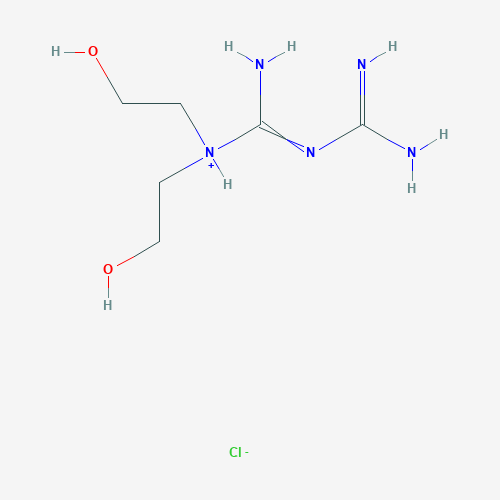 H H H H
H O N N
N N N H
+ H H
O
H
Cl -